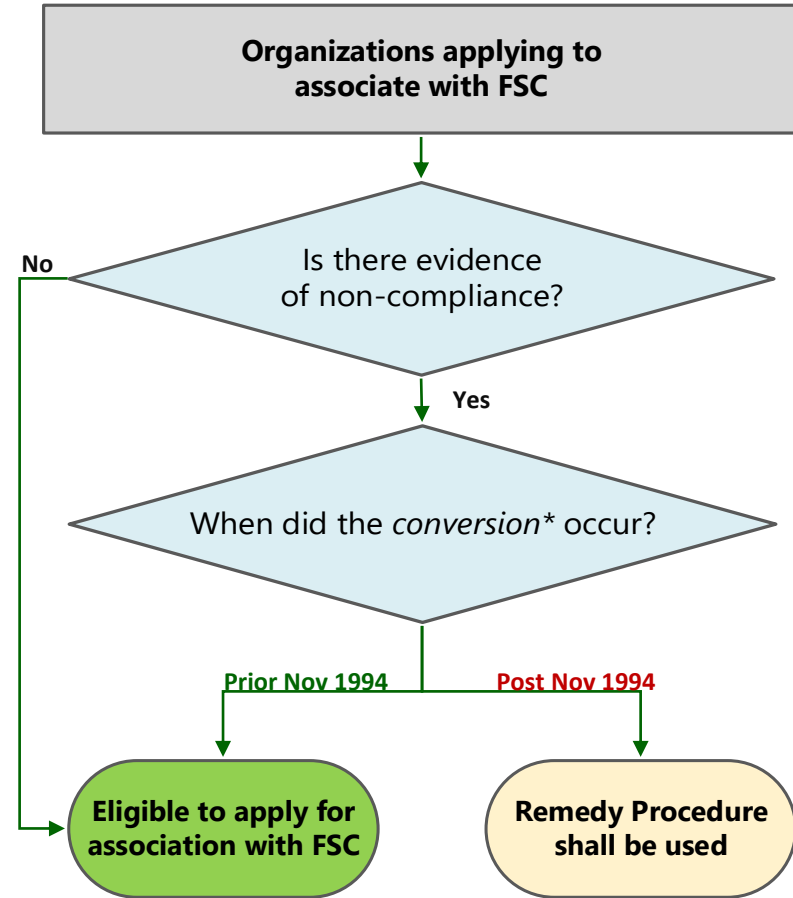 Organizations applying to
associate with FSC
Is there evidence
of non-compliance?
No
Yes
When did the conversion* occur?
Prior Nov 1994
Post Nov 1994
Eligible to apply for
association with FSC
Remedy Procedure
shall be used